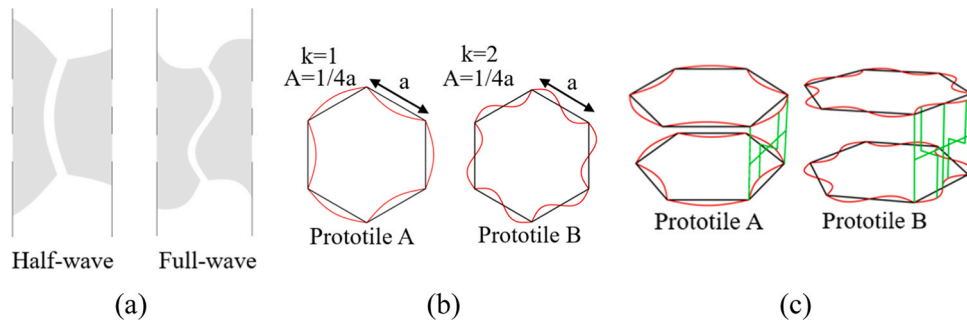 Half-wave
Full-wave
(a)
k=1
A=1/4a
a
k=2
A=1/4a
a
Prototile A
Prototile B
(b)
Prototile A
Prototile B
(c)